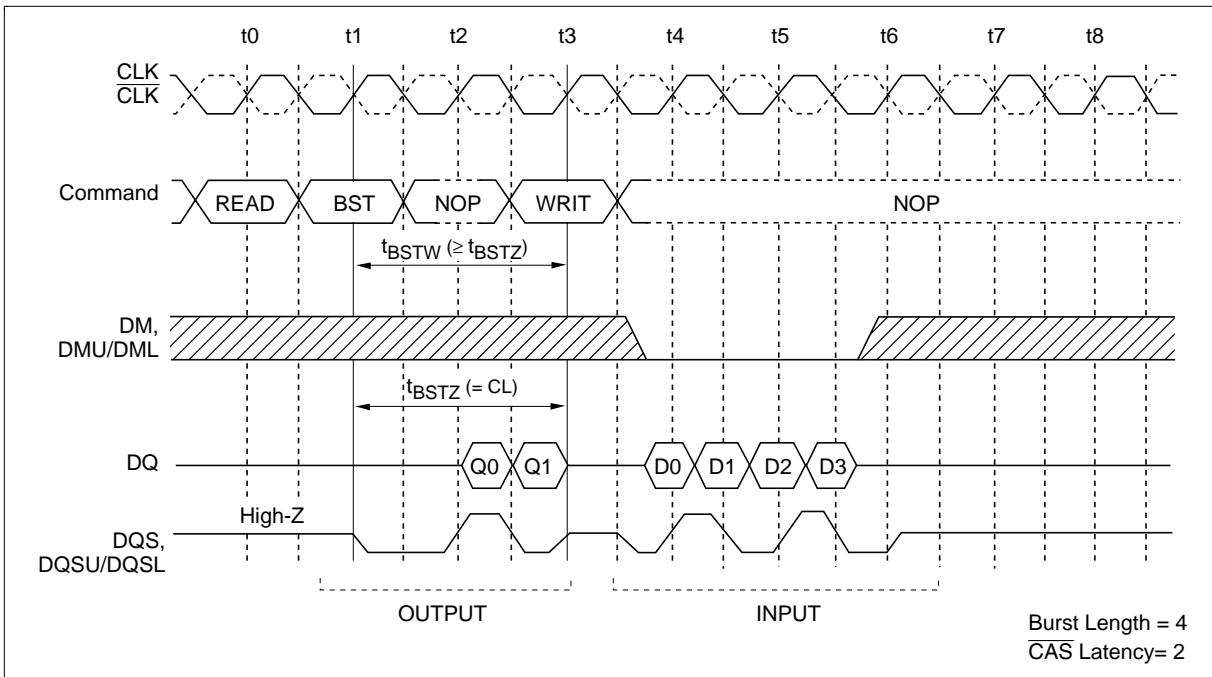 t0 t1 t2 t3 t4 t5 t6 t7 t8
CLK
CLK
Command READ BST NOP WRIT NOP
tBSTW (≥ tBSTZ)
DM,
DMU/DML
tBSTZ (= CL)
DQ Q0 Q1 D0 D1 D2 D3
High-Z
DQS,
DQSU/DQSL
OUTPUT INPUT
Burst Length = 4
CAS Latency= 2